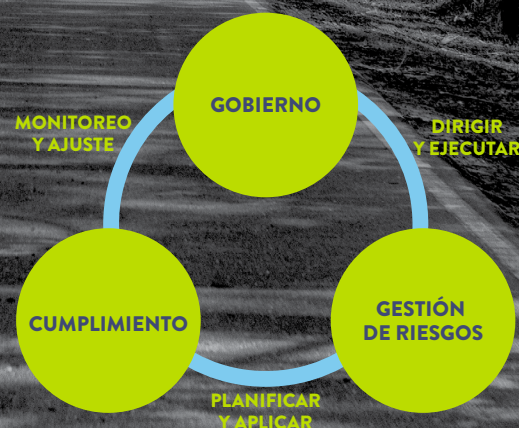 GOBIERNO
MONITOREO
Y AJUSTE
DIRIGIR
Y EJECUTAR
CUMPLIMIENTO
GESTIÓN
DE RIESGOS
PLANIFICAR
Y APLICAR